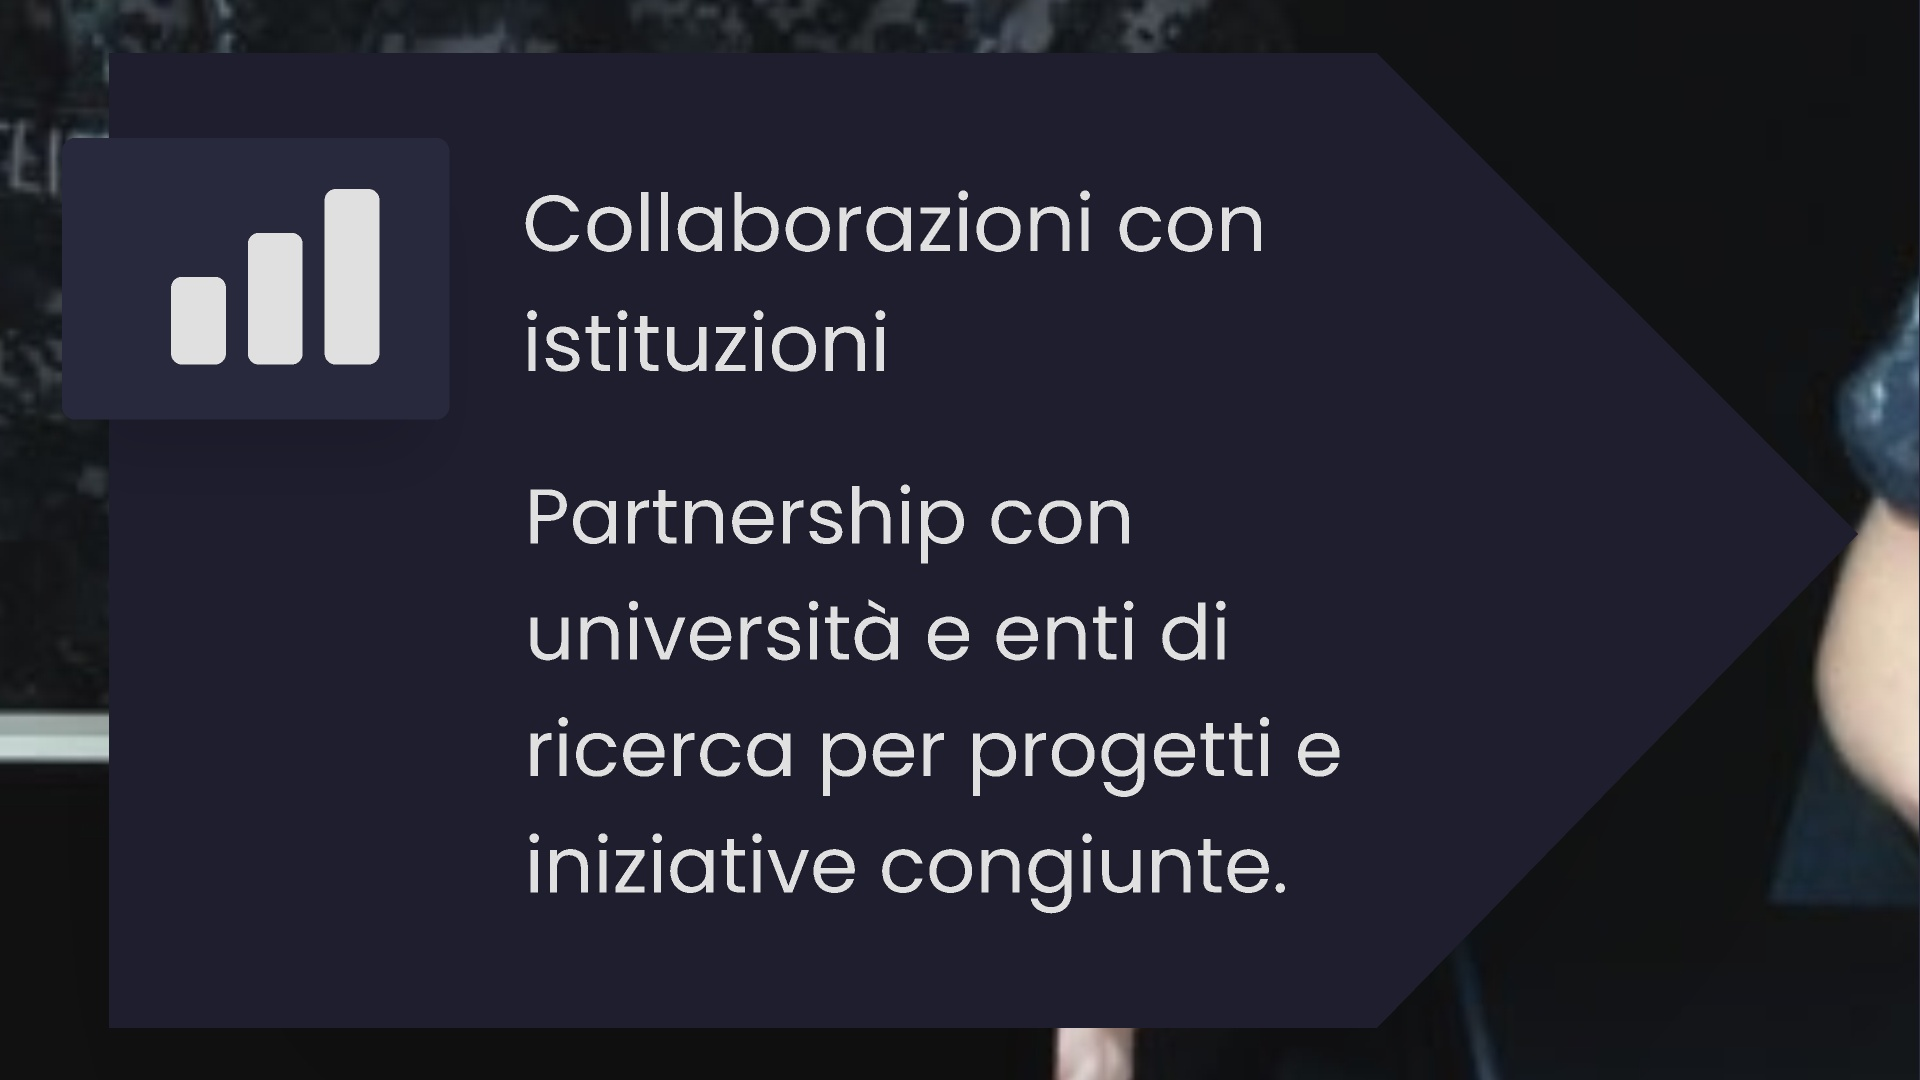 Collaborazioni con
istituzioni
Partnership con
università e enti di
ricerca per progetti e
iniziative congiunte.